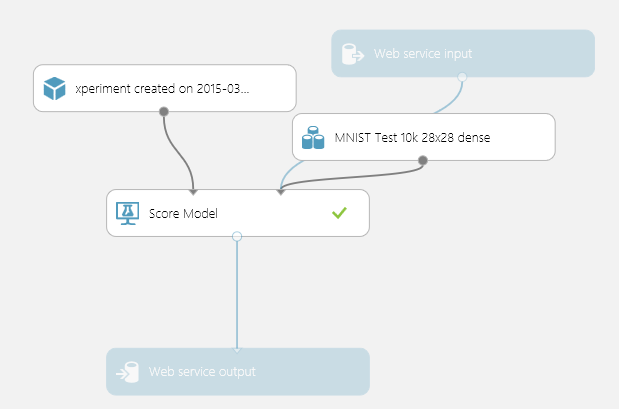 Web service input
xperiment created on 2015-03...
MNIST Test 10k 28x28 dense
Score Model
Web service output